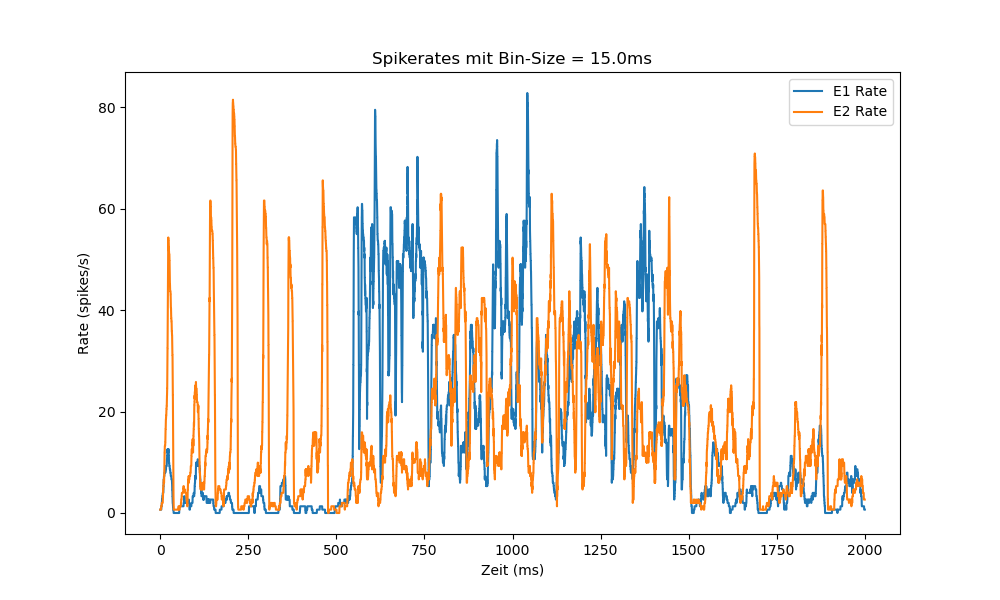 Spikerates mit Bin-Size = 15.0ms
E1 Rate
E2 Rate
80
60
40
20
0
Rate (spikes/s)
0 250 500 750 1000 1250 1500 1750 2000
Zeit (ms)